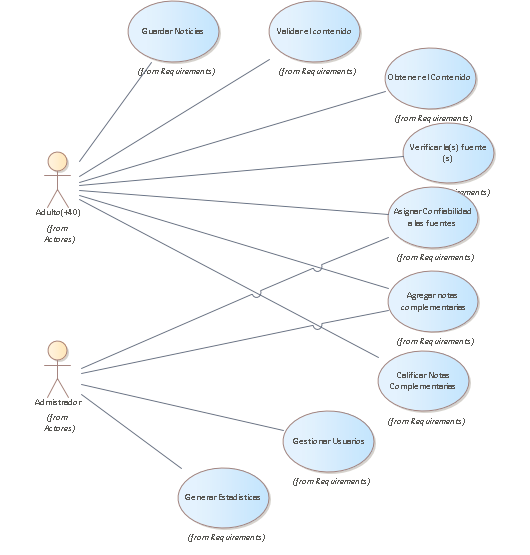 Guardar Noticias
(from Requirements)
Validar el contenido
(from Requirements)
Obtener el Contenido
(from Requirements)
Verificar la(s) fuente
(s)
Asignar Confiabilidad
a las fuentes
(from Requirements)
Adulto(+40)
(from
Actores)
Agregar notas
complementarias
(from Requirements)
Admistrador
(from
Actores)
Calificar Notas
Complementarias
(from Requirements)
Gestionar Usuarios
(from Requirements)
Generar Estadísticas
(from Requirements)